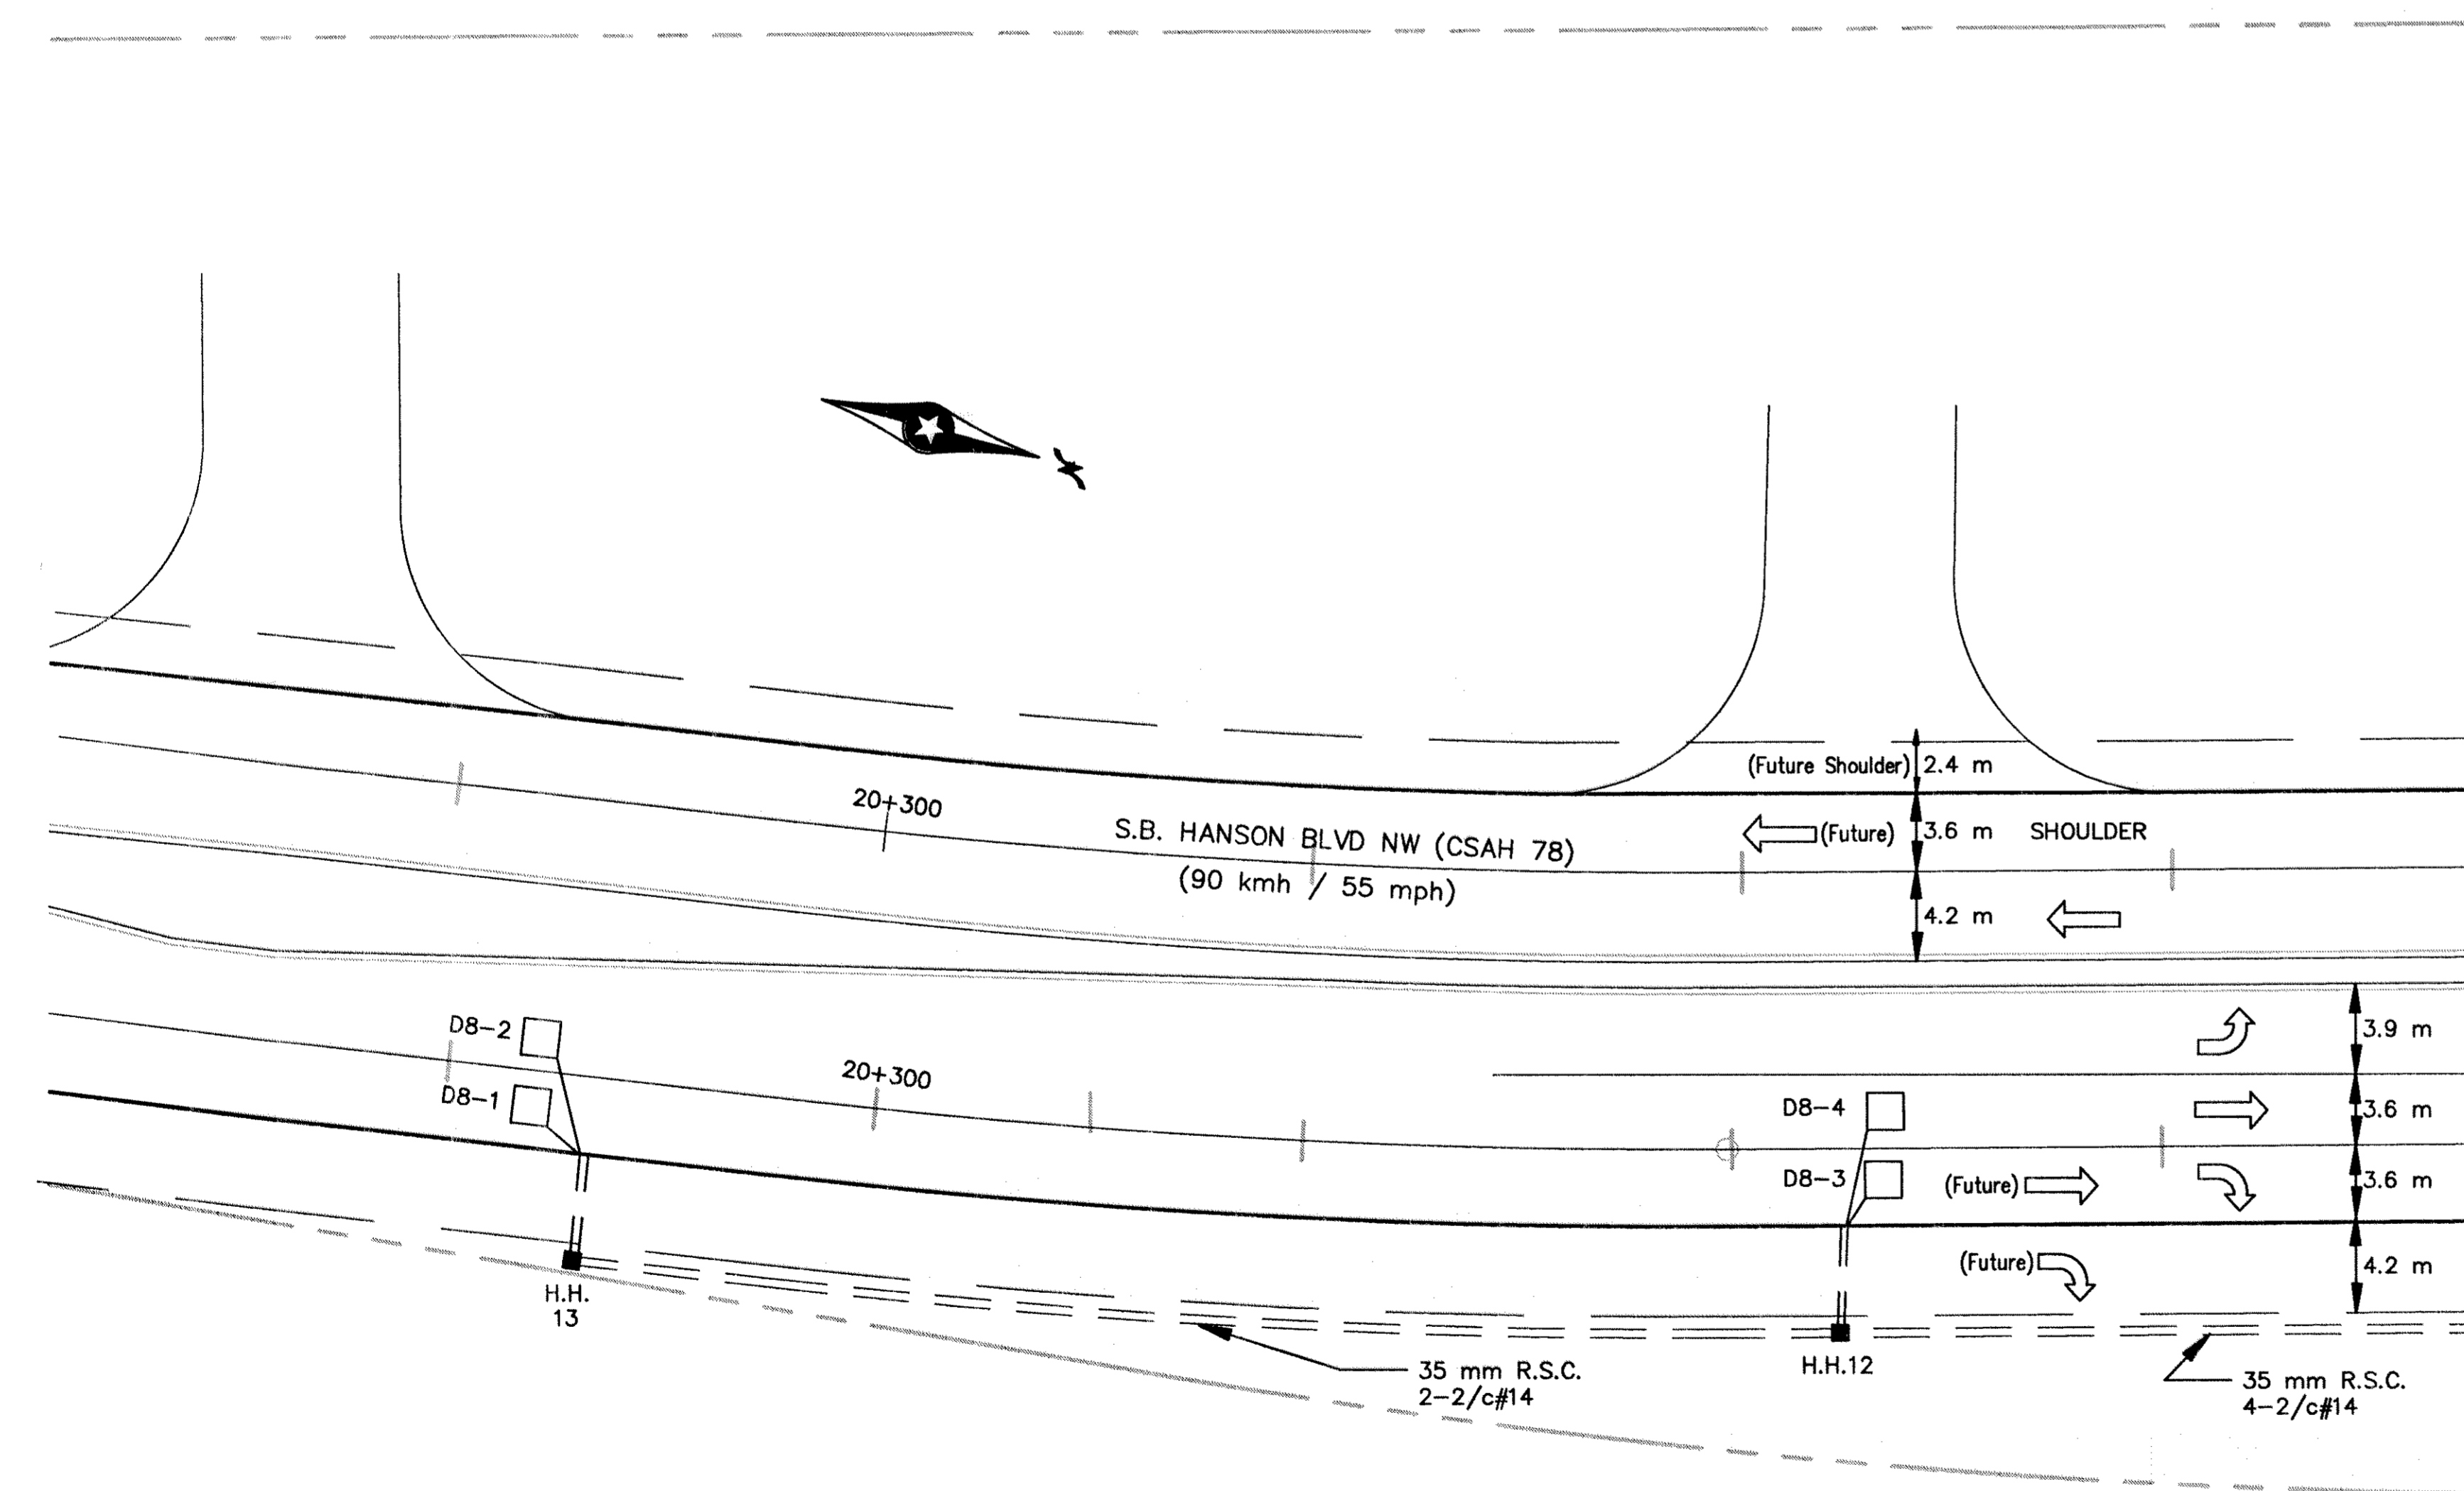 (Future Shoulder) 2.4 m
20+300
S.B. HANSON BLVD NW (CSAH 78)
(90 kmh / 55 mph)
(Future) 3.6 m SHOULDER
4.2 m
D8-2
3.9 m
20+300
D8-1
D8-4
3.6 m
D8-3
(Future)
3.6 m
(Future)
4.2 m
H.H.
13
35 mm R.S.C.
2-2/c#14
H.H.12
35 mm R.S.C.
4-2/c#14